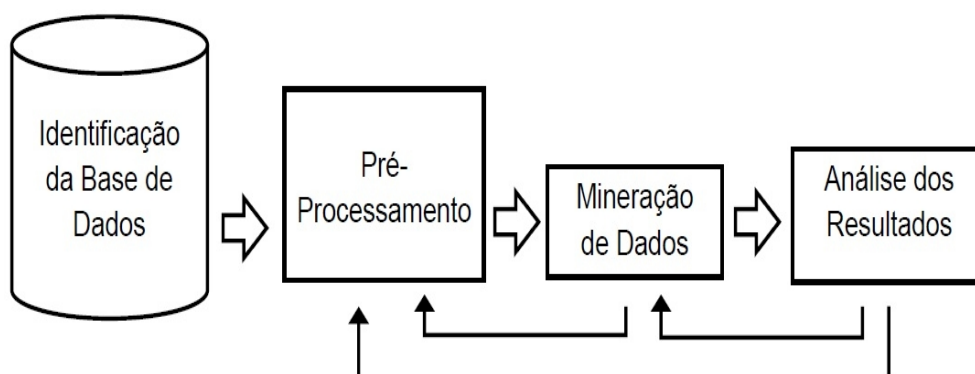 Identificação
da Base de
Dados
Pré-
Processamento
Mineração
de Dados
Análise dos
Resultados